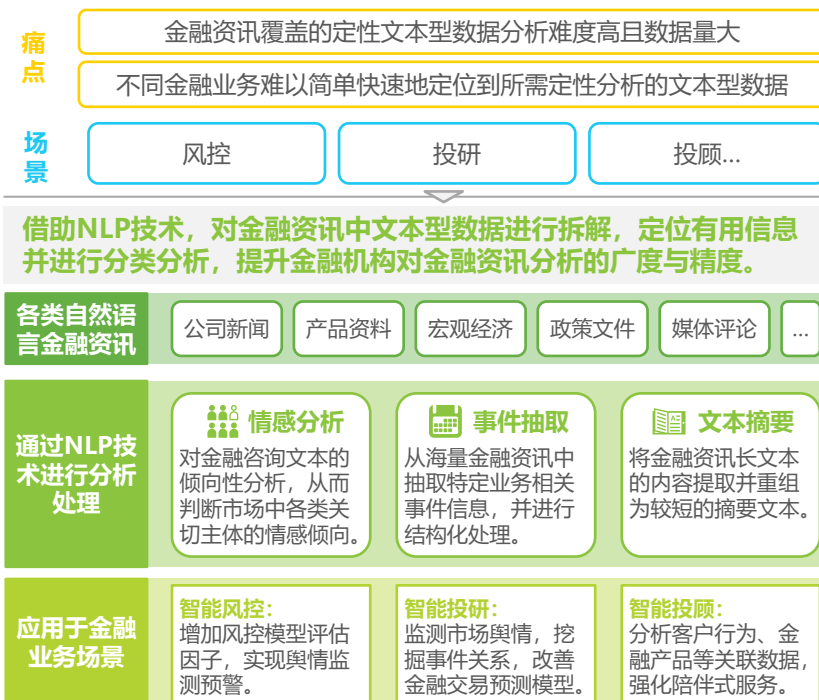 痛点
金融资讯覆盖的定性文本型数据分析难度高且数据量大
不同金融业务难以简单快速地定位到所需定性分析的文本型数据
场景
风控
投研
投顾...
借助NLP技术，对金融资讯中文本型数据进行拆解，定位有用信息
并进行分类分析，提升金融机构对金融资讯分析的广度与精度。
各类自然语
言金融资讯
公司新闻
产品资料
宏观经济
政策文件
媒体评论
...
通过NLP技
术进行分析
处理
情感分析
对金融咨询文本的
倾向性分析，从而
判断市场中各类关
切主体的情感倾向。
事件抽取
从海量金融资讯中
抽取特定业务相关
事件信息，并进行
结构化处理。
文本摘要
将金融资讯长文本
的内容提取并重组
为较短的摘要文本。
应用于金融
业务场景
智能风控：
增加风控模型评估
因子，实现舆情监
测预警。
智能投研：
监测市场舆情，挖
掘事件关系，改善
金融交易预测模型。
智能投顾：
分析客户行为、金
融产品等关联数据，
强化陪伴式服务。